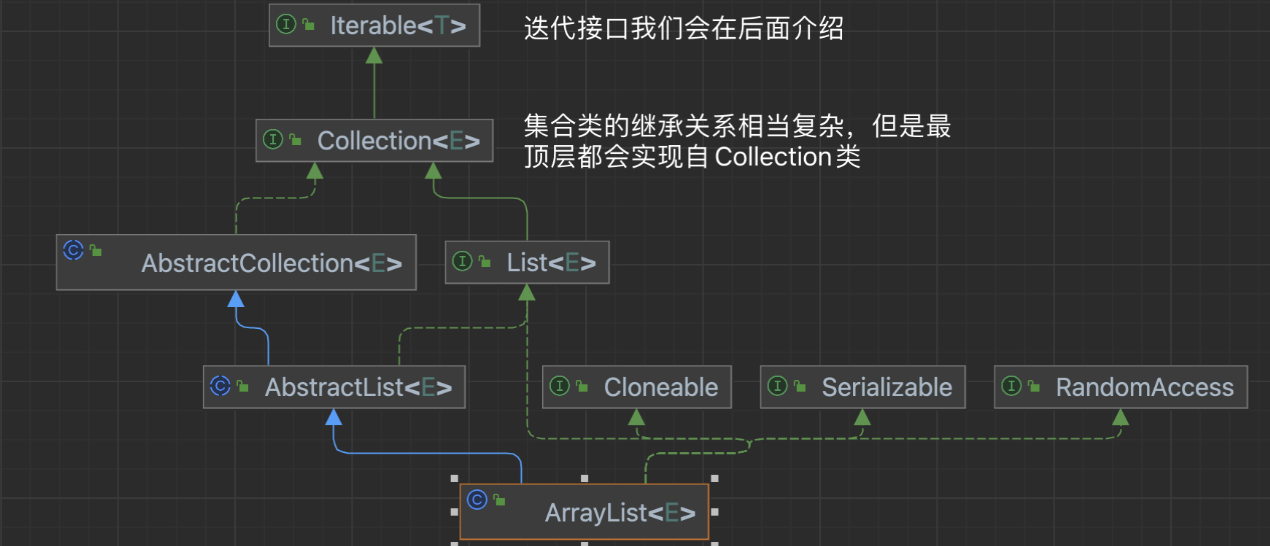 Iterable<T>
迭代接口我们会在后面介绍
Collection<E>
集合类的继承关系相当复杂，但是最
顶层都会实现自Collection类
AbstractCollection<E>
List<E>
AbstractList<E>
Cloneable
Serializable
RandomAccess
ArrayList<E>